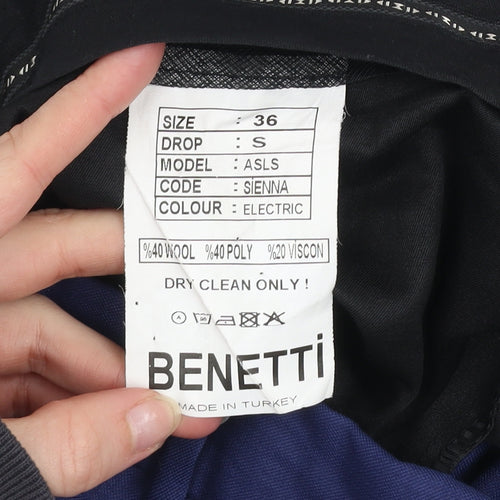 SIZE : 36
DROP : S
MODEL : ASLS
CODE : SIENNA
COLOUR : ELECTRIC
%40 WOOL %40 POLY %20 VISCON
DRY CLEAN ONLY !
BENETTi
MADE IN TURKEY